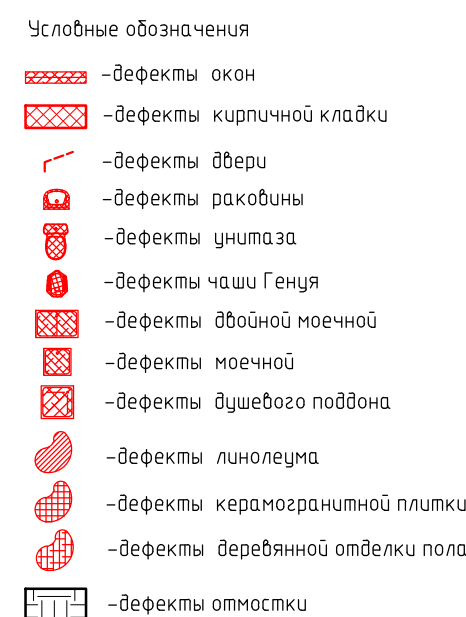 Условные обозначения
-дефекты окон
-дефекты кирпичной кладки
-дефекты двери
-дефекты раковины
-дефекты унитаза
-дефекты чаши Генуя
-дефекты двойной моечной
-дефекты моечной
-дефекты душевого поддона
-дефекты линолеума
-дефекты керамогранитной плитки
-дефекты деревянной отделки пола
-дефекты отмостки